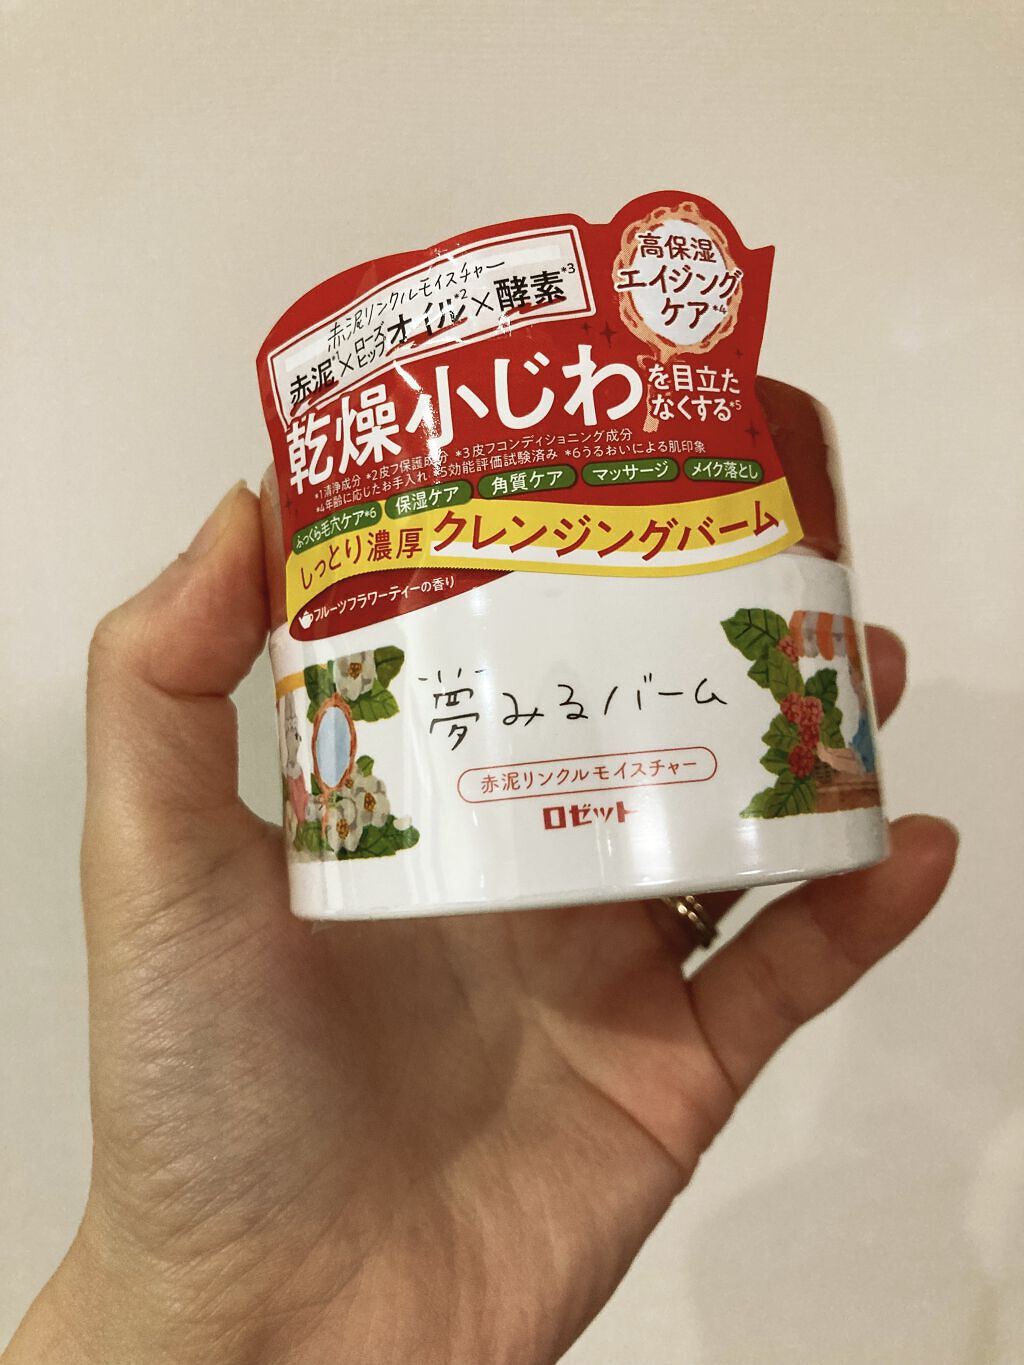 高保湿
エイジング
ケア*4
赤泥リンクルモイスチャー
赤泥*1×ローズヒップオイル*2×酵素*3
乾燥小じわを目立たなくする*5
*1清浄成分 *2皮フ保護成分 *3皮フコンディショニング成分
*4年齢に応じたお手入れ *5効能評価試験済み *6うるおいによる肌印象
ふっくら毛穴ケア*6 保湿ケア 角質ケア マッサージ メイク落とし
しっとり濃厚クレンジングバーム
フルーツフラワーティーの香り
夢みるバーム
赤泥リンクルモイスチャー
ロゼット